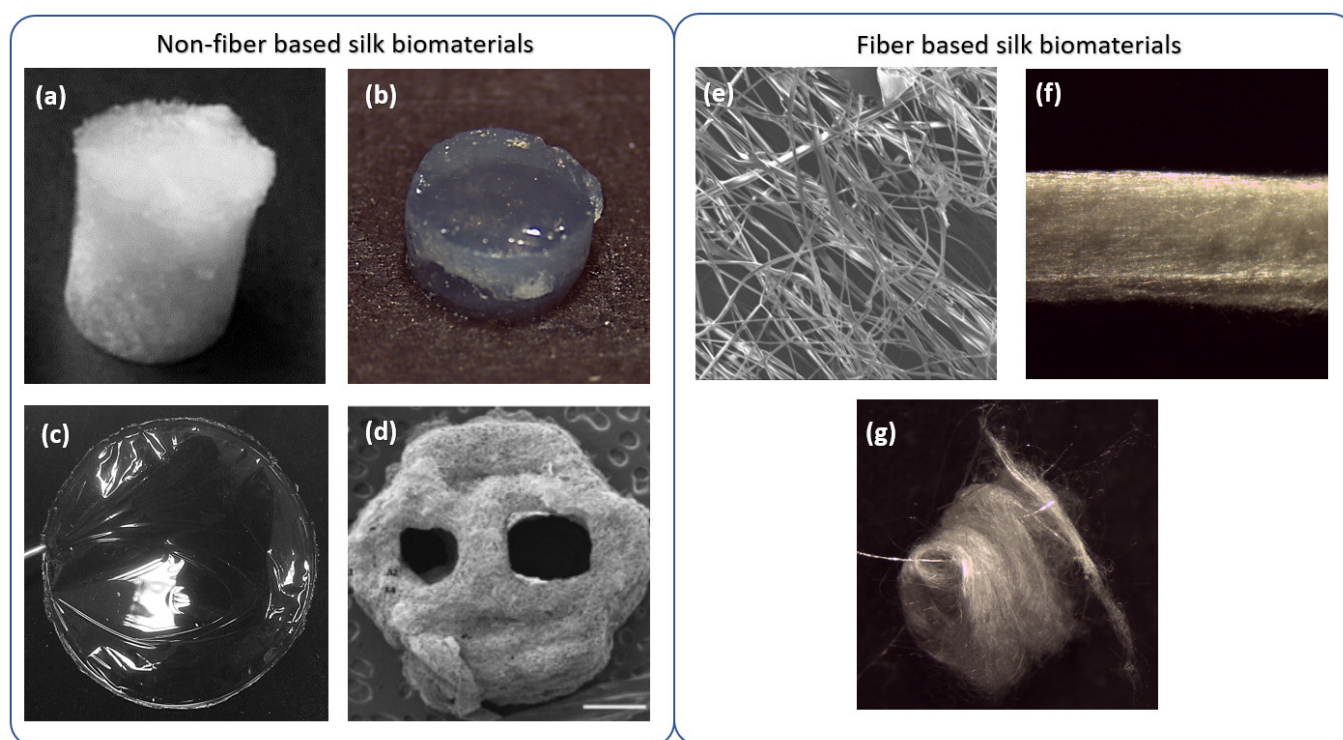 Non-fiber based silk biomaterials
(a)
(b)
(c)
(d)
Fiber based silk biomaterials
(e)
(f)
(g)